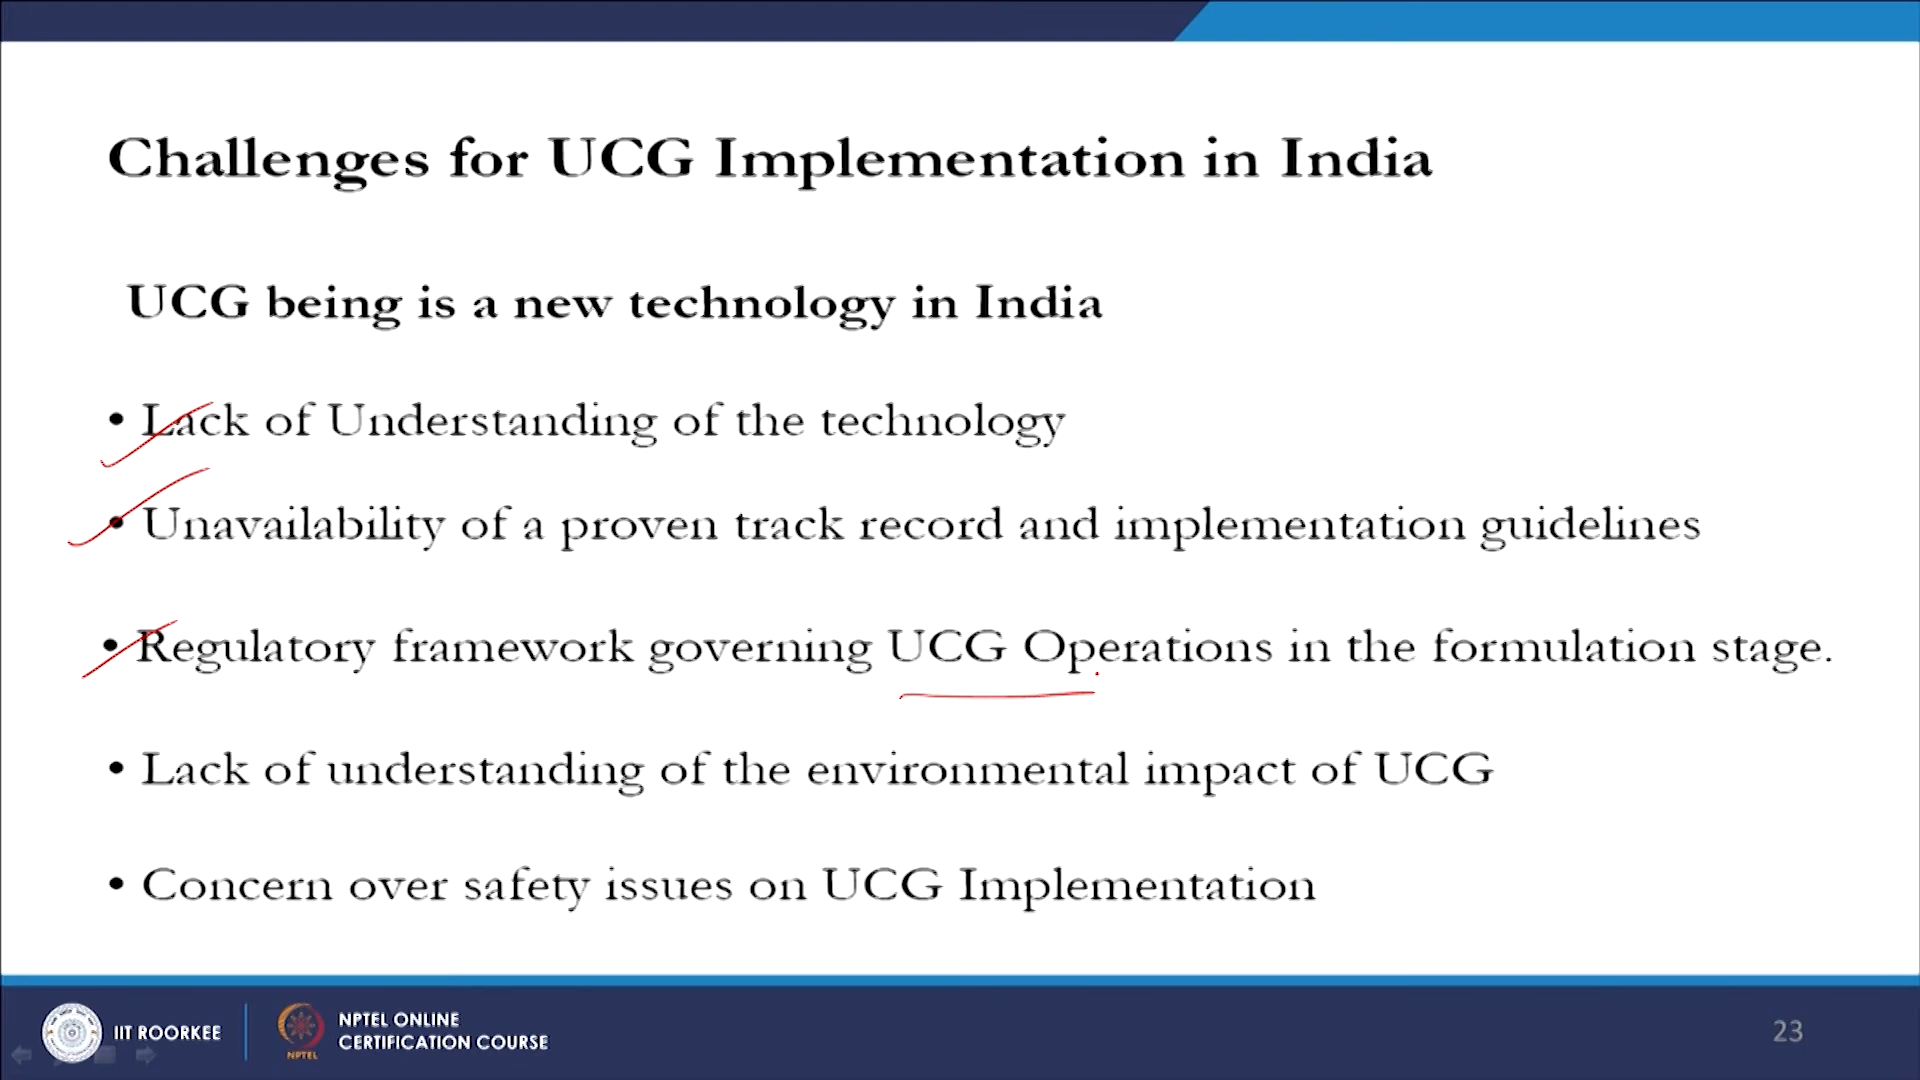 Challenges for UCG Implementation in India
UCG being is a new technology in India
• Lack of Understanding of the technology
• Unavailability of a proven track record and implementation guidelines
• Regulatory framework governing UCG Operations in the formulation stage.
• Lack of understanding of the environmental impact of UCG
• Concern over safety issues on UCG Implementation
IIT ROORKEE
NPTEL
NPTEL ONLINE
CERTIFICATION COURSE
23